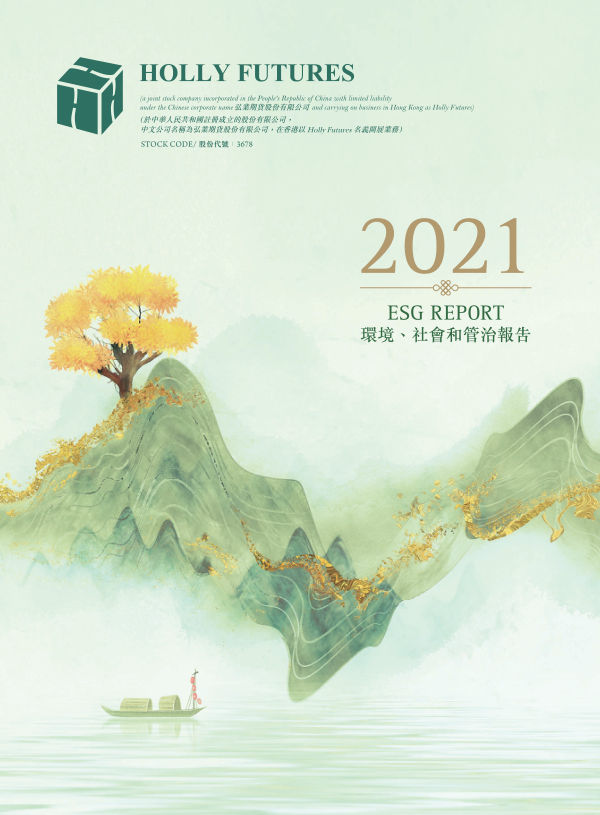 HOLLY FUTURES
(a joint stock company incorporated in the People's Republic of China with limited liability
under the Chinese corporate name 弘業期貨股份有限公司 and carrying on business in Hong Kong as Holly Futures)
(於中華人民共和國註冊成立的股份有限公司，
中文公司名稱為弘業期貨股份有限公司，在香港以 Holly Futures 名義開展業務)
STOCK CODE/ 股份代號 : 3678
2021
ESG REPORT
環境、社會和管治報告